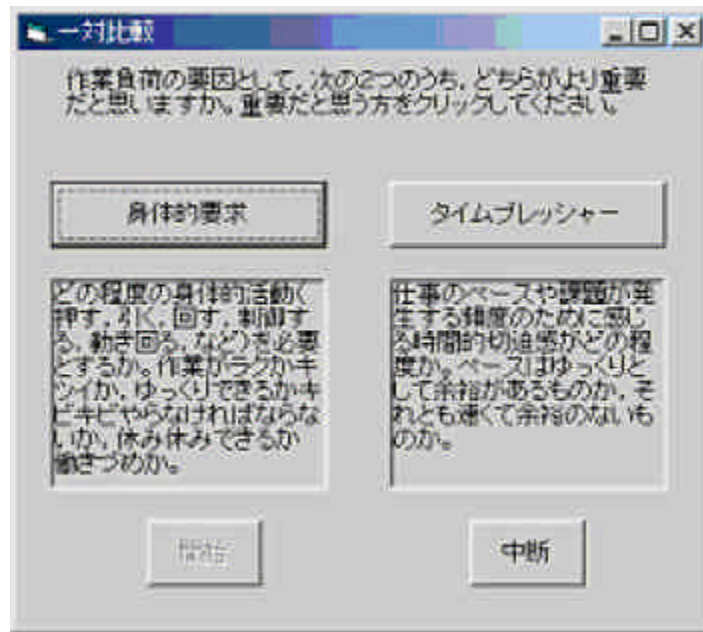 一対比較
作業負荷の要因として，次の2つのうち，どちらがより重要
だと思いますか。重要だと思う方をクリックしてください。
身体的要求
タイムプレッシャー
どの程度の身体的活動(
押す，引く，回す，制御す
る，動き回る，など)を必要
とするか。作業がラクかキ
ツイか，ゆっくりできるかキ
ビキビやらなければならな
いか，休み休みできるか
働きづめか。
仕事のペースや課題が発
生する頻度のために感じ
る時間的切迫感がどの程
度か。ペースはゆっくりと
して余裕があるものか，そ
れとも速くて余裕のないも
のか。
開始
中断